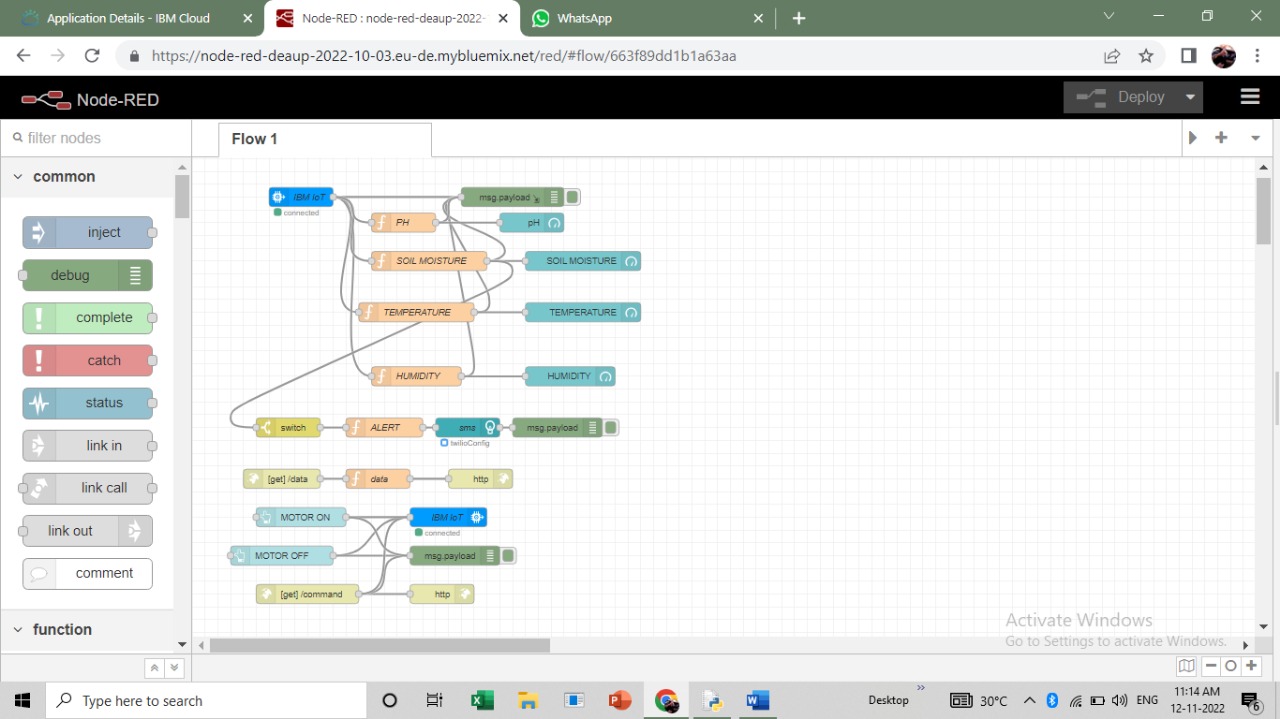 Application Details - IBM Cloud
Node-RED : node-red-deaup-2022-
WhatsApp
https://node-red-deaup-2022-10-03.eu-de.mybluemix.net/red/#flow/663f89dd1b1a63aa
Node-RED
Deploy
filter nodes
Flow 1
common
inject
debug
complete
catch
status
link in
link call
link out
comment
function
IBM IoT
msg.payload
connected
PH
pH
SOIL MOISTURE
SOIL MOISTURE
TEMPERATURE
TEMPERATURE
HUMIDITY
HUMIDITY
switch
ALERT
sms
msg.payload
twilioConfig
[get] /data
data
http
MOTOR ON
IBM IoT
connected
MOTOR OFF
msg.payload
[get] /command
http
Activate Windows
Go to Settings to activate Windows.
Type here to search
Desktop
30°C
ENG
11:14 AM
12-11-2022
6